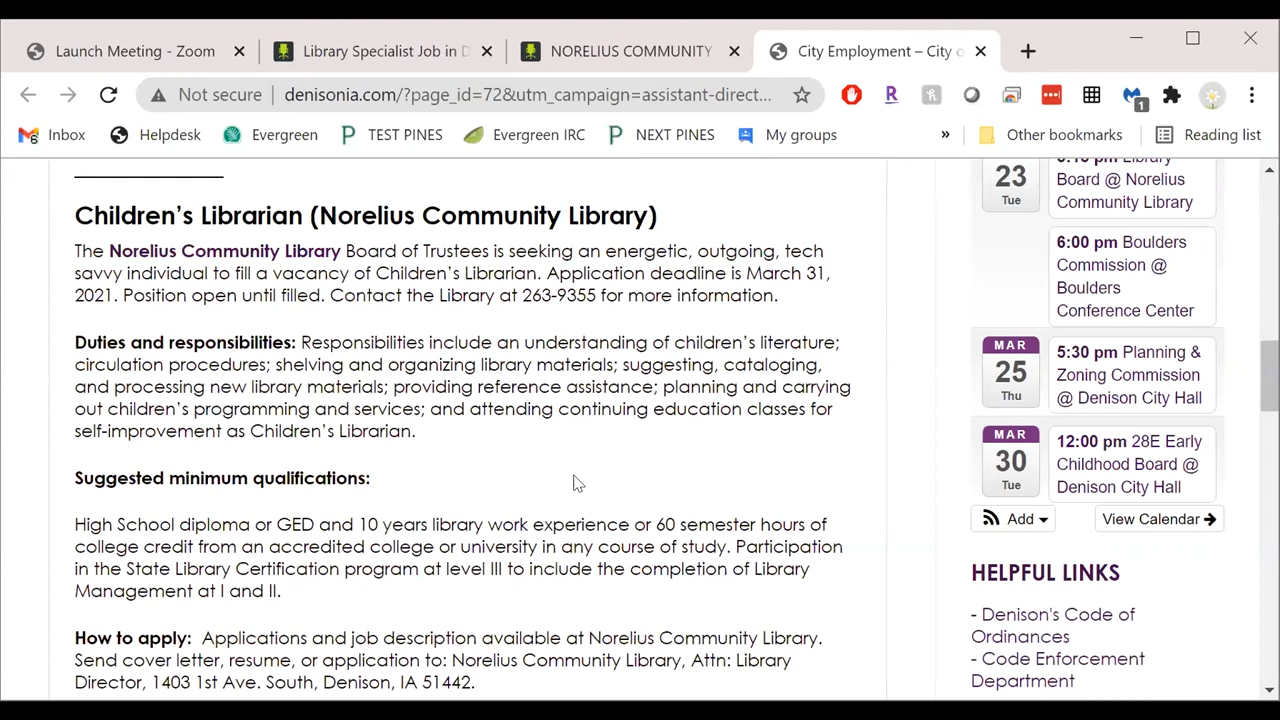 Launch Meeting - Zoom
Library Specialist Job in D
NORELIUS COMMUNITY
City Employment – City o
Not secure
denisonia.com/?page_id=72&utm_campaign=assistant-direct...
1
Inbox
Helpdesk
Evergreen
TEST PINES
Evergreen IRC
NEXT PINES
My groups
»
Other bookmarks
Reading list
Children's Librarian (Norelius Community Library)
The Norelius Community Library Board of Trustees is seeking an energetic, outgoing, tech
savvy individual to fill a vacancy of Children's Librarian. Application deadline is March 31,
2021. Position open until filled. Contact the Library at 263-9355 for more information.
Duties and responsibilities: Responsibilities include an understanding of children's literature;
circulation procedures; shelving and organizing library materials; suggesting, cataloging,
and processing new library materials; providing reference assistance; planning and carrying
out children's programming and services; and attending continuing education classes for
self-improvement as Children's Librarian.
Suggested minimum qualifications:
High School diploma or GED and 10 years library work experience or 60 semester hours of
college credit from an accredited college or university in any course of study. Participation
in the State Library Certification program at level III to include the completion of Library
Management at I and II.
How to apply: Applications and job description available at Norelius Community Library.
Send cover letter, resume, or application to: Norelius Community Library, Attn: Library
Director, 1403 1st Ave. South, Denison, IA 51442.
23
Tue
Library
Board @ Norelius
Community Library
6:00 pm Boulders
Commission @
Boulders
Conference Center
MAR
25
Thu
5:30 pm Planning &
Zoning Commission
@ Denison City Hall
MAR
30
Tue
12:00 pm 28E Early
Childhood Board @
Denison City Hall
Add
View Calendar
HELPFUL LINKS
- Denison's Code of
Ordinances
- Code Enforcement
Department